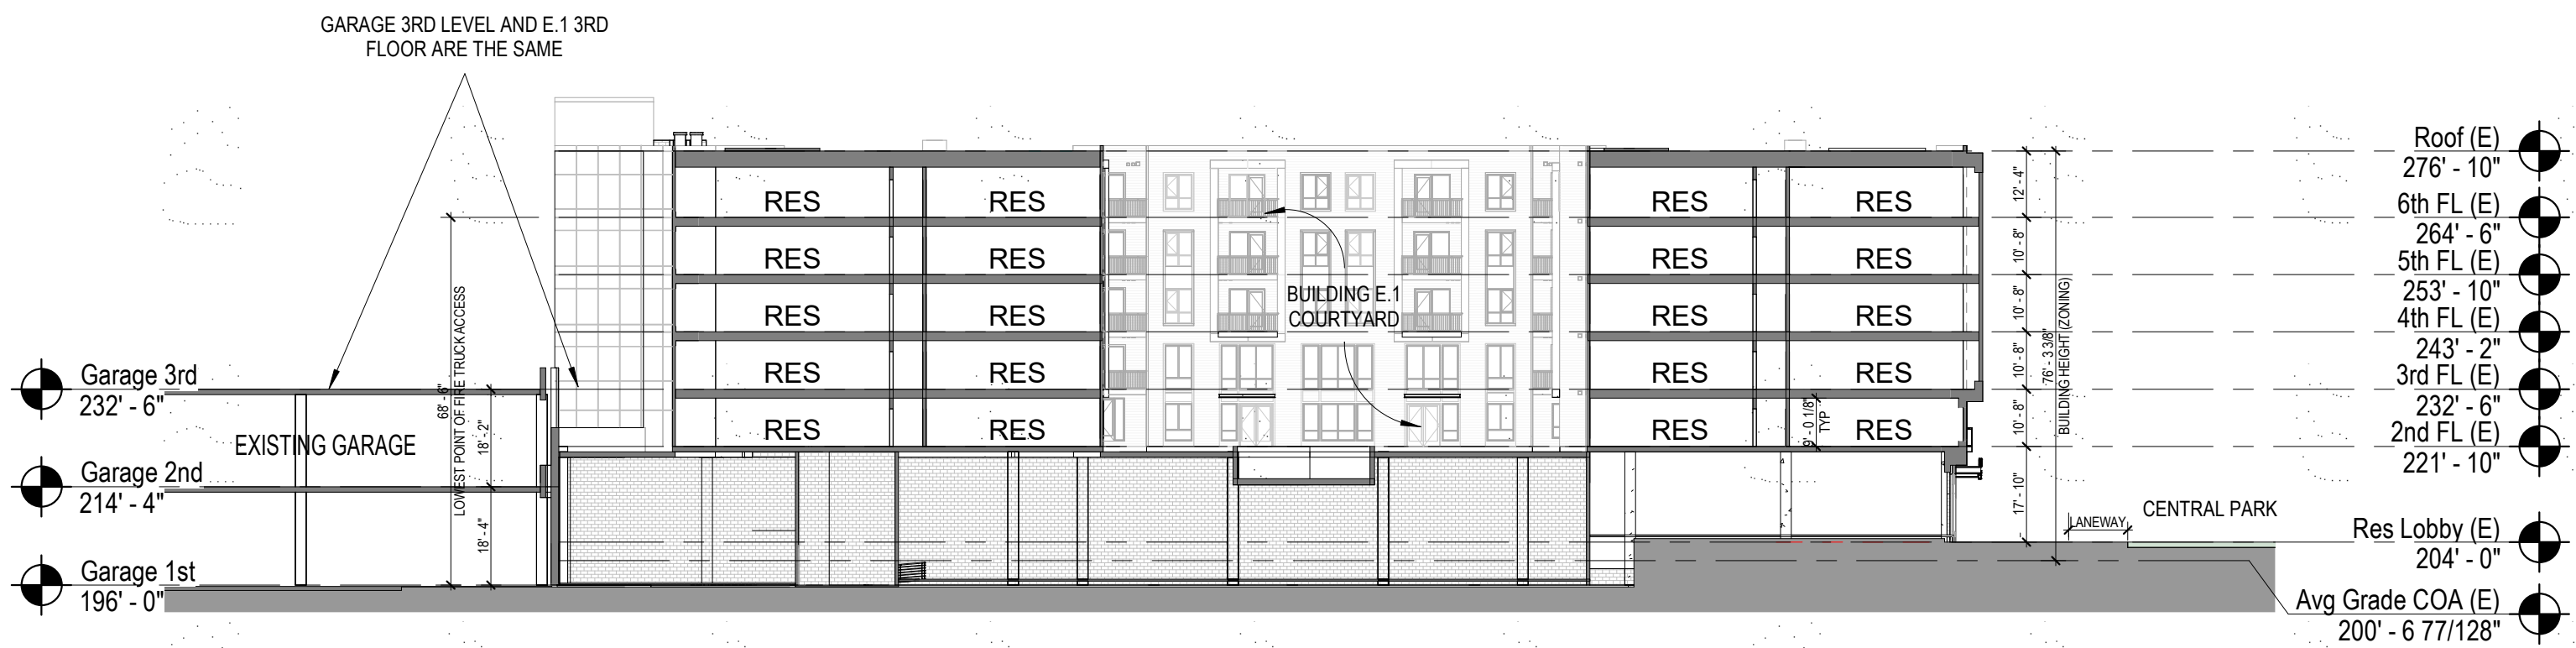 GARAGE 3RD LEVEL AND E.1 3RD
FLOOR ARE THE SAME
Garage 3rd
232' - 6"
Garage 2nd
214' - 4"
Garage 1st
196' - 0"
EXISTING GARAGE
68' - 6"
LOWEST POINT OF FIRE TRUCK ACCESS
18' - 2"
18' - 4"
RES RES RES RES
RES RES RES RES
RES RES RES RES
RES RES RES RES
RES RES RES RES
BUILDING E.1
COURTYARD
9' - 0 1/8"
TYP
12' - 4"
10' - 8"
10' - 8"
10' - 8"
10' - 8"
17' - 10"
76' - 3 3/8"
BUILDING HEIGHT (ZONING)
LANEWAY
CENTRAL PARK
Roof (E)
276' - 10"
6th FL (E)
264' - 6"
5th FL (E)
253' - 10"
4th FL (E)
243' - 2"
3rd FL (E)
232' - 6"
2nd FL (E)
221' - 10"
Res Lobby (E)
204' - 0"
Avg Grade COA (E)
200' - 6 77/128"